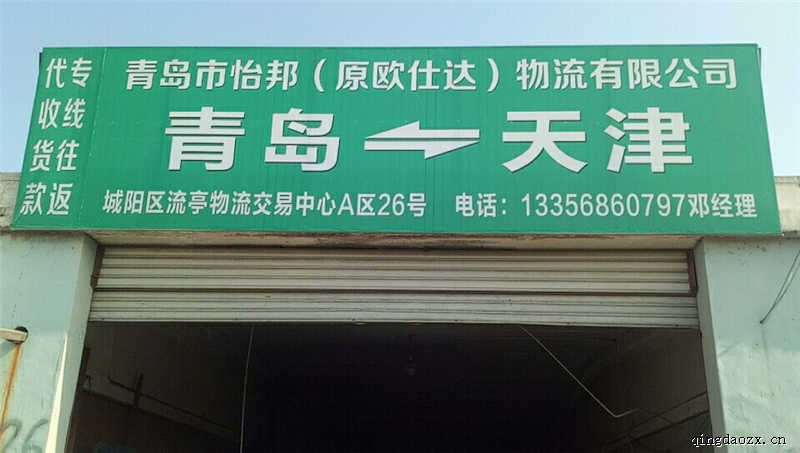 专线往返
代收货款
青岛市怡邦（原欧仕达）物流有限公司
青岛⇌天津
城阳区流亭物流交易中心A区26号 电话：13356860797邓经理
qingdaozx.cn